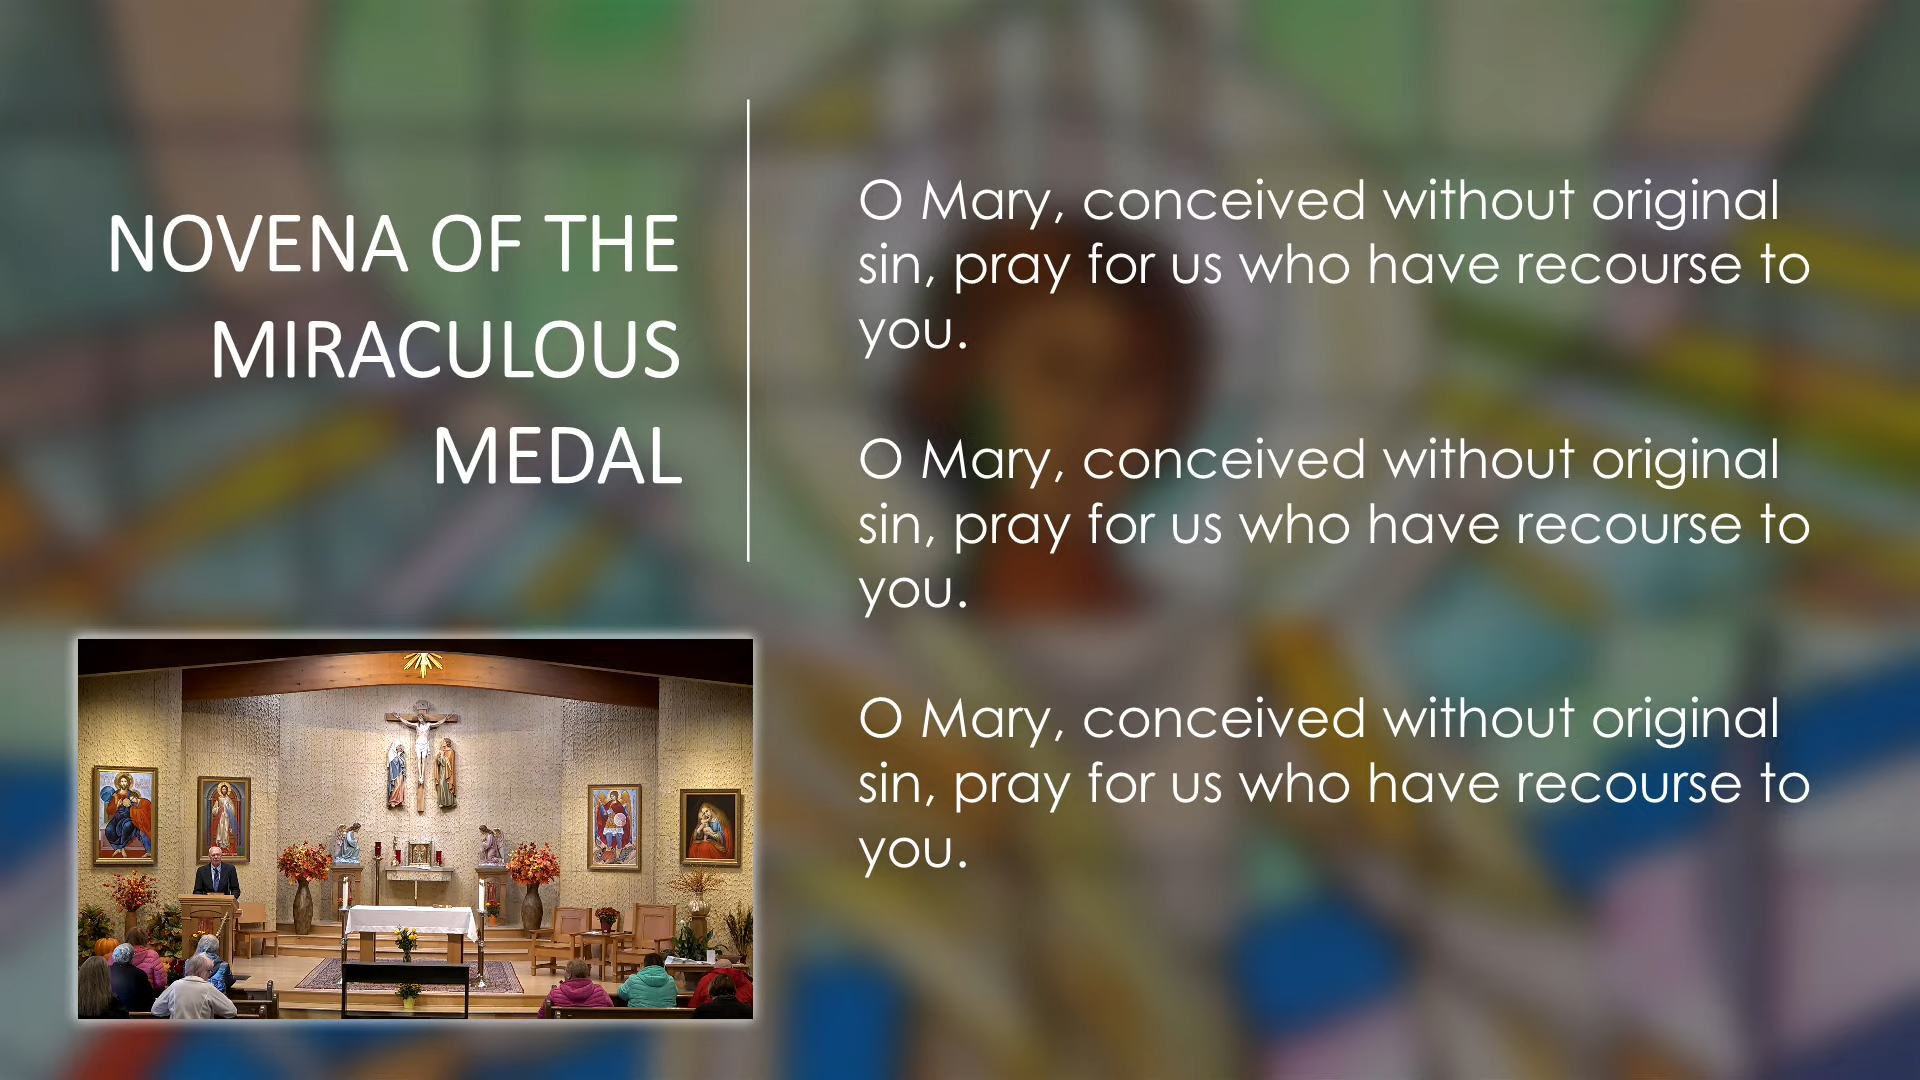 NOVENA OF THE
MIRACULOUS
MEDAL
O Mary, conceived without original
sin, pray for us who have recourse to
you.
O Mary, conceived without original
sin, pray for us who have recourse to
you.
O Mary, conceived without original
sin, pray for us who have recourse to
you.